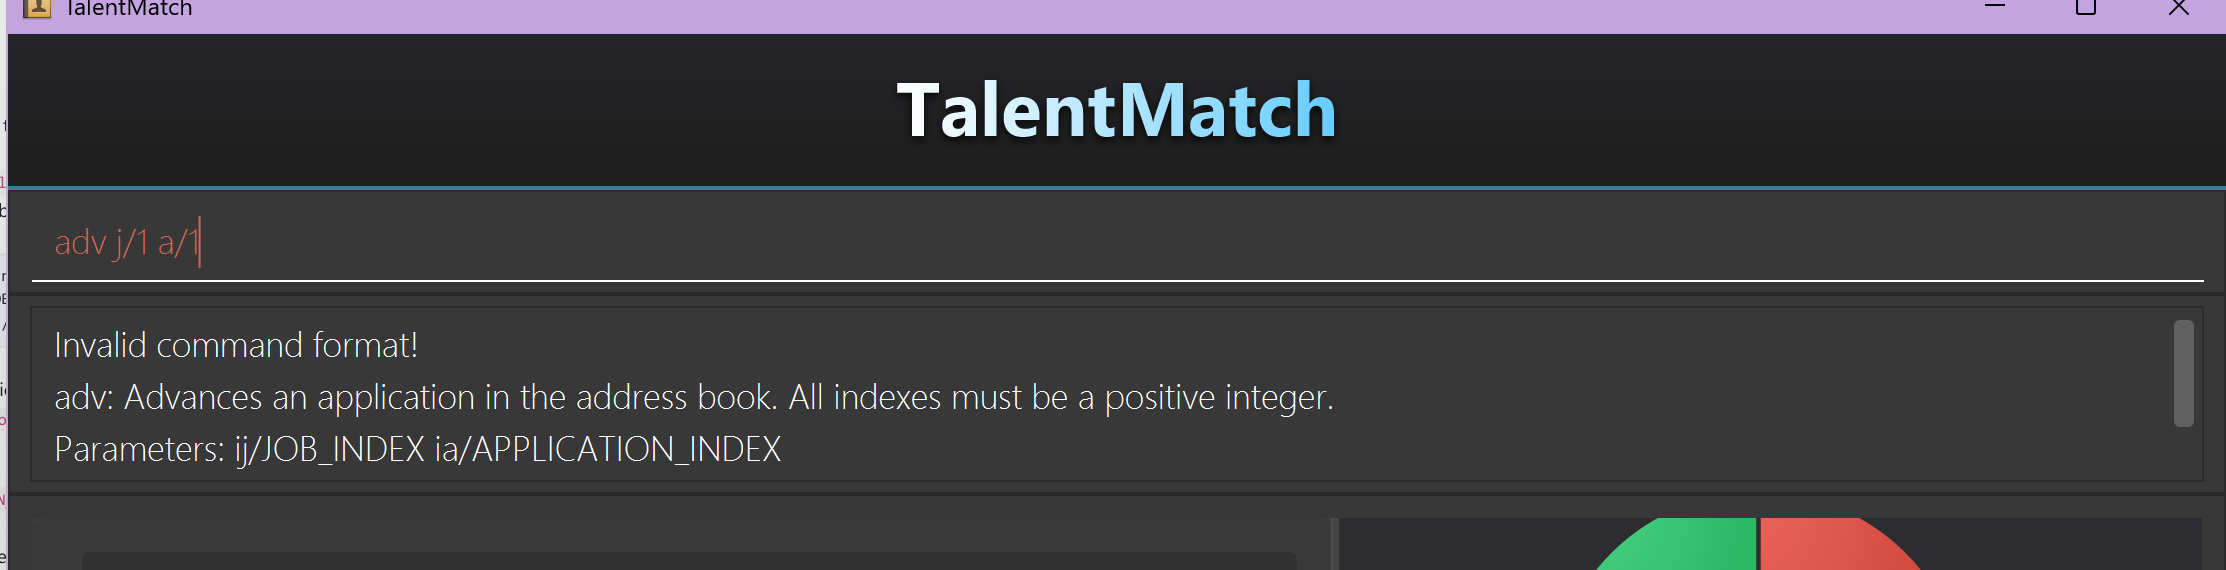 TalentMatch
TalentMatch
adv j/1 a/1
Invalid command format!
adv: Advances an application in the address book. All indexes must be a positive integer.
Parameters: ij/JOB_INDEX ia/APPLICATION_INDEX